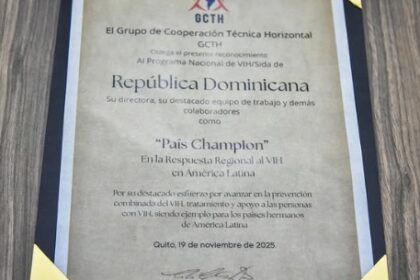 GCTH
El Grupo de Cooperación Técnica Horizontal
GCTH
Otorga el presente reconocimiento
Al Programa Nacional de VIH/Sida de
República Dominicana
Su directora, su destacado equipo de trabajo y demás
colaboradores
como
"País Champion"
En la Respuesta Regional al VIH
en América Latina
Por su destacado esfuerzo por avanzar en la prevención
combinada del VIH, tratamiento y apoyo a las personas
con VIH, siendo ejemplo para los países hermanos
de América Latina
Quito, 19 de noviembre de 2025.